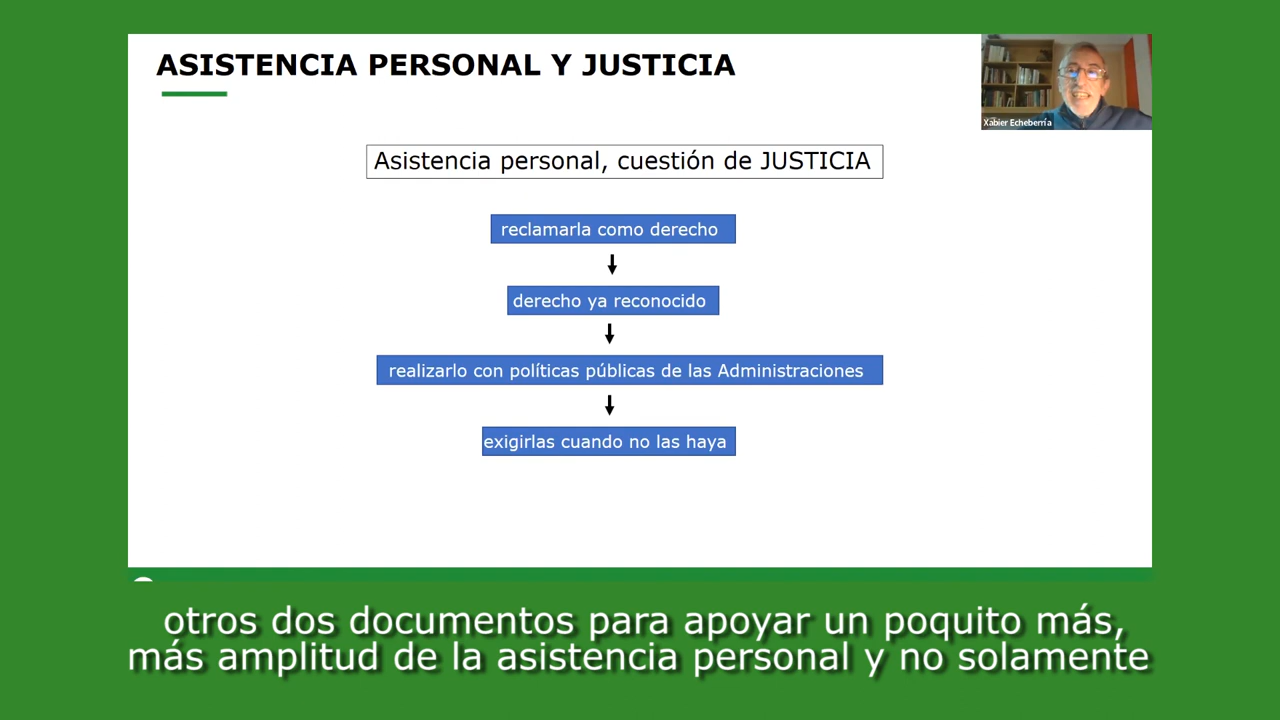 ASISTENCIA PERSONAL Y JUSTICIA
Xabier Echeberría
Asistencia personal, cuestión de JUSTICIA
reclamarla como derecho
derecho ya reconocido
realizarlo con políticas públicas de las Administraciones
exigirlas cuando no las haya
otros dos documentos para apoyar un poquito más,
más amplitud de la asistencia personal y no solamente